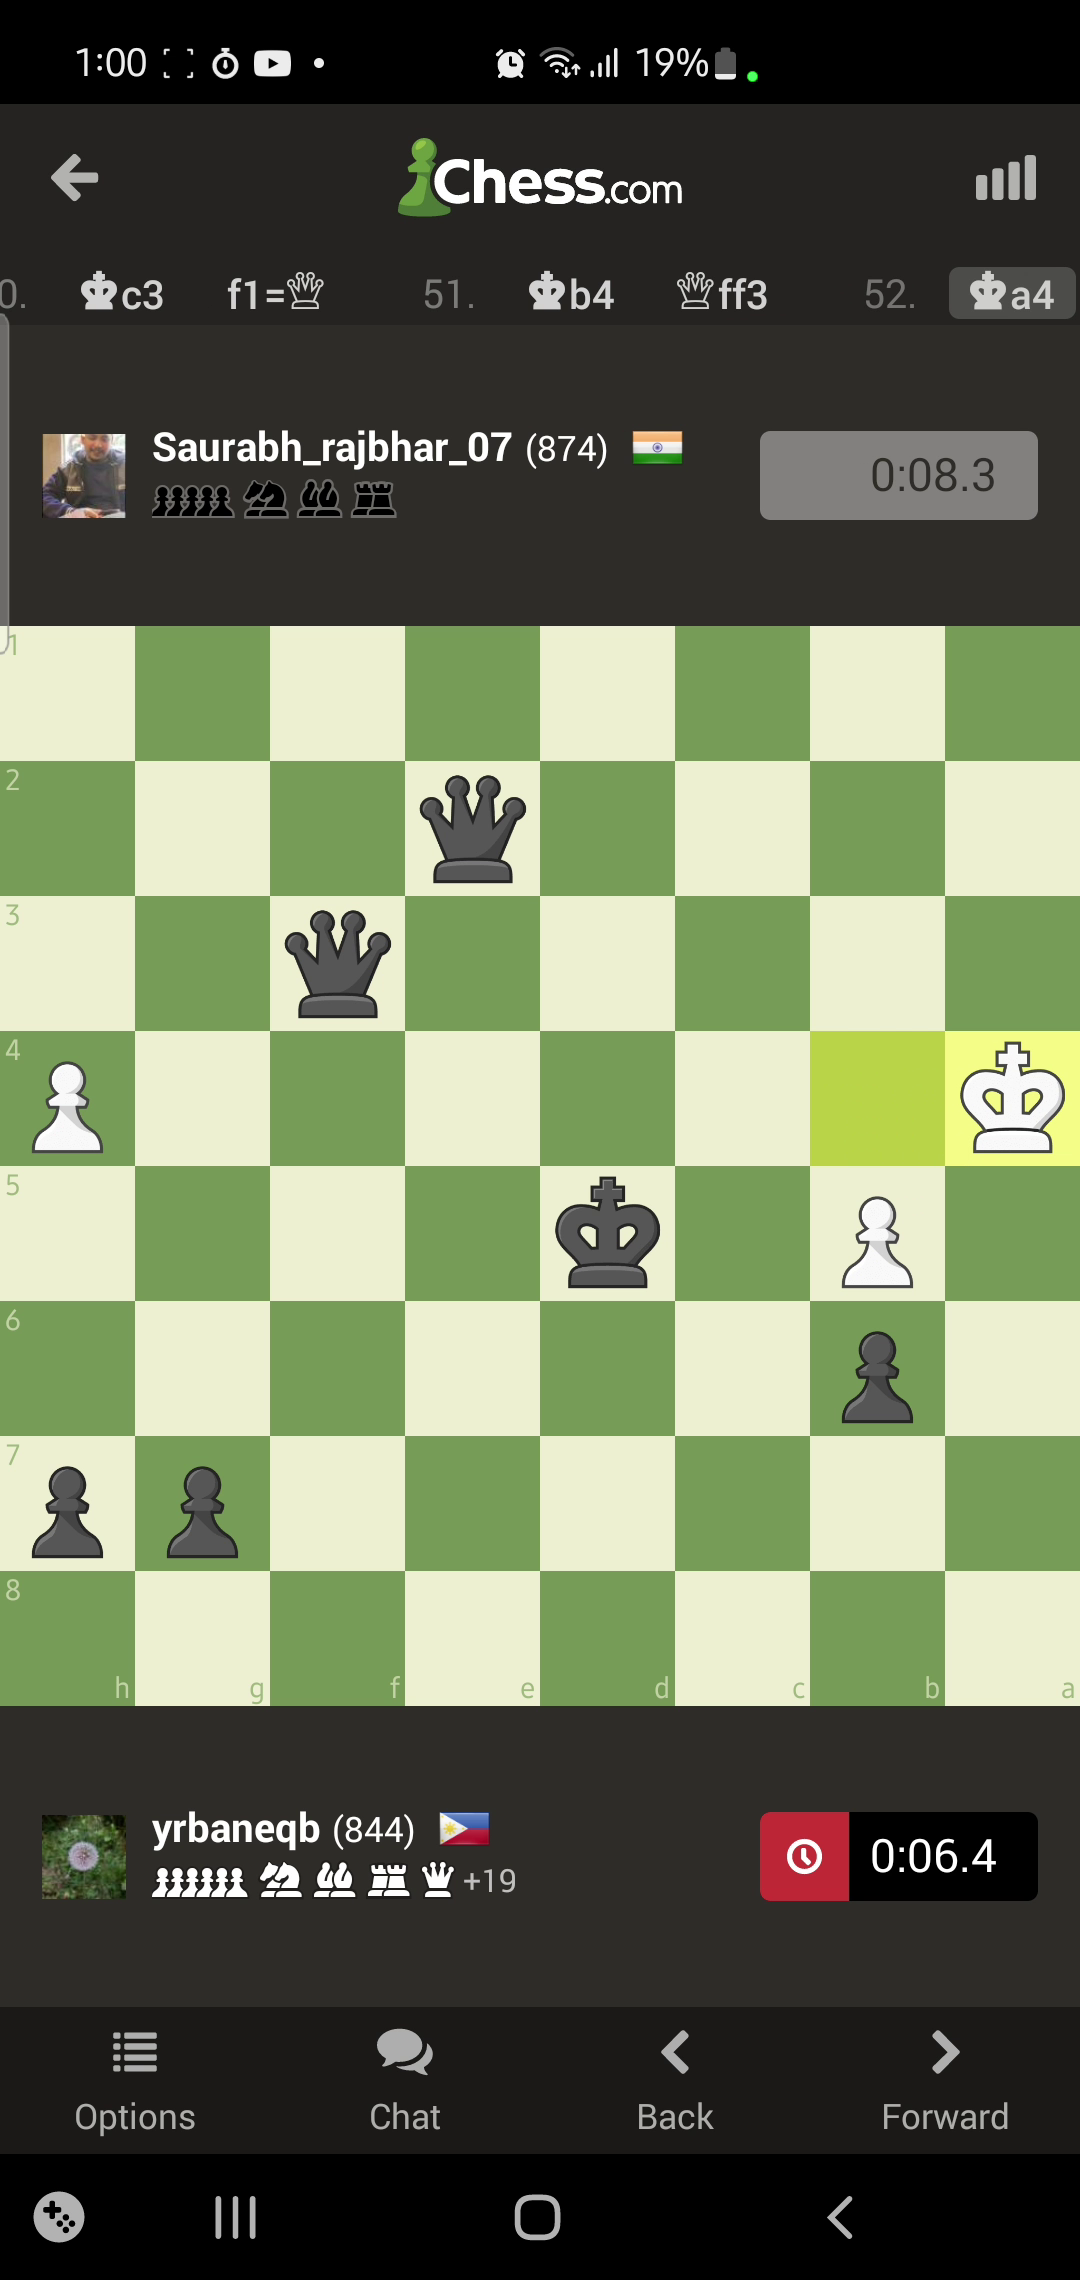 1:00 19%
Chess.com
0. c3 f1= 51. b4 ff3 52. a4
Saurabh_rajbhar_07 (874)
0:08.3
1
2
3
4
5
6
7
8
h g f e d c b a
yrbaneqb (844)
+19
0:06.4
Options Chat Back Forward